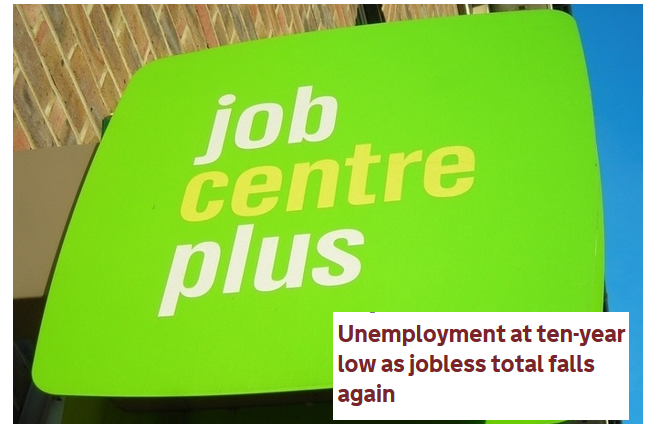 job
centre
plus
Unemployment at ten-year
low as jobless total falls
again